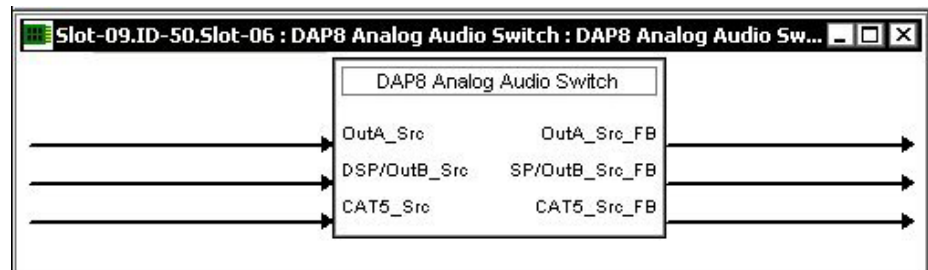 Slot-09.ID-50.Slot-06 : DAP8 Analog Audio Switch : DAP8 Analog Audio Sw...
DAP8 Analog Audio Switch
OutA_Src OutA_Src_FB
DSP/OutB_Src SP/OutB_Src_FB
CAT5_Src CAT5_Src_FB